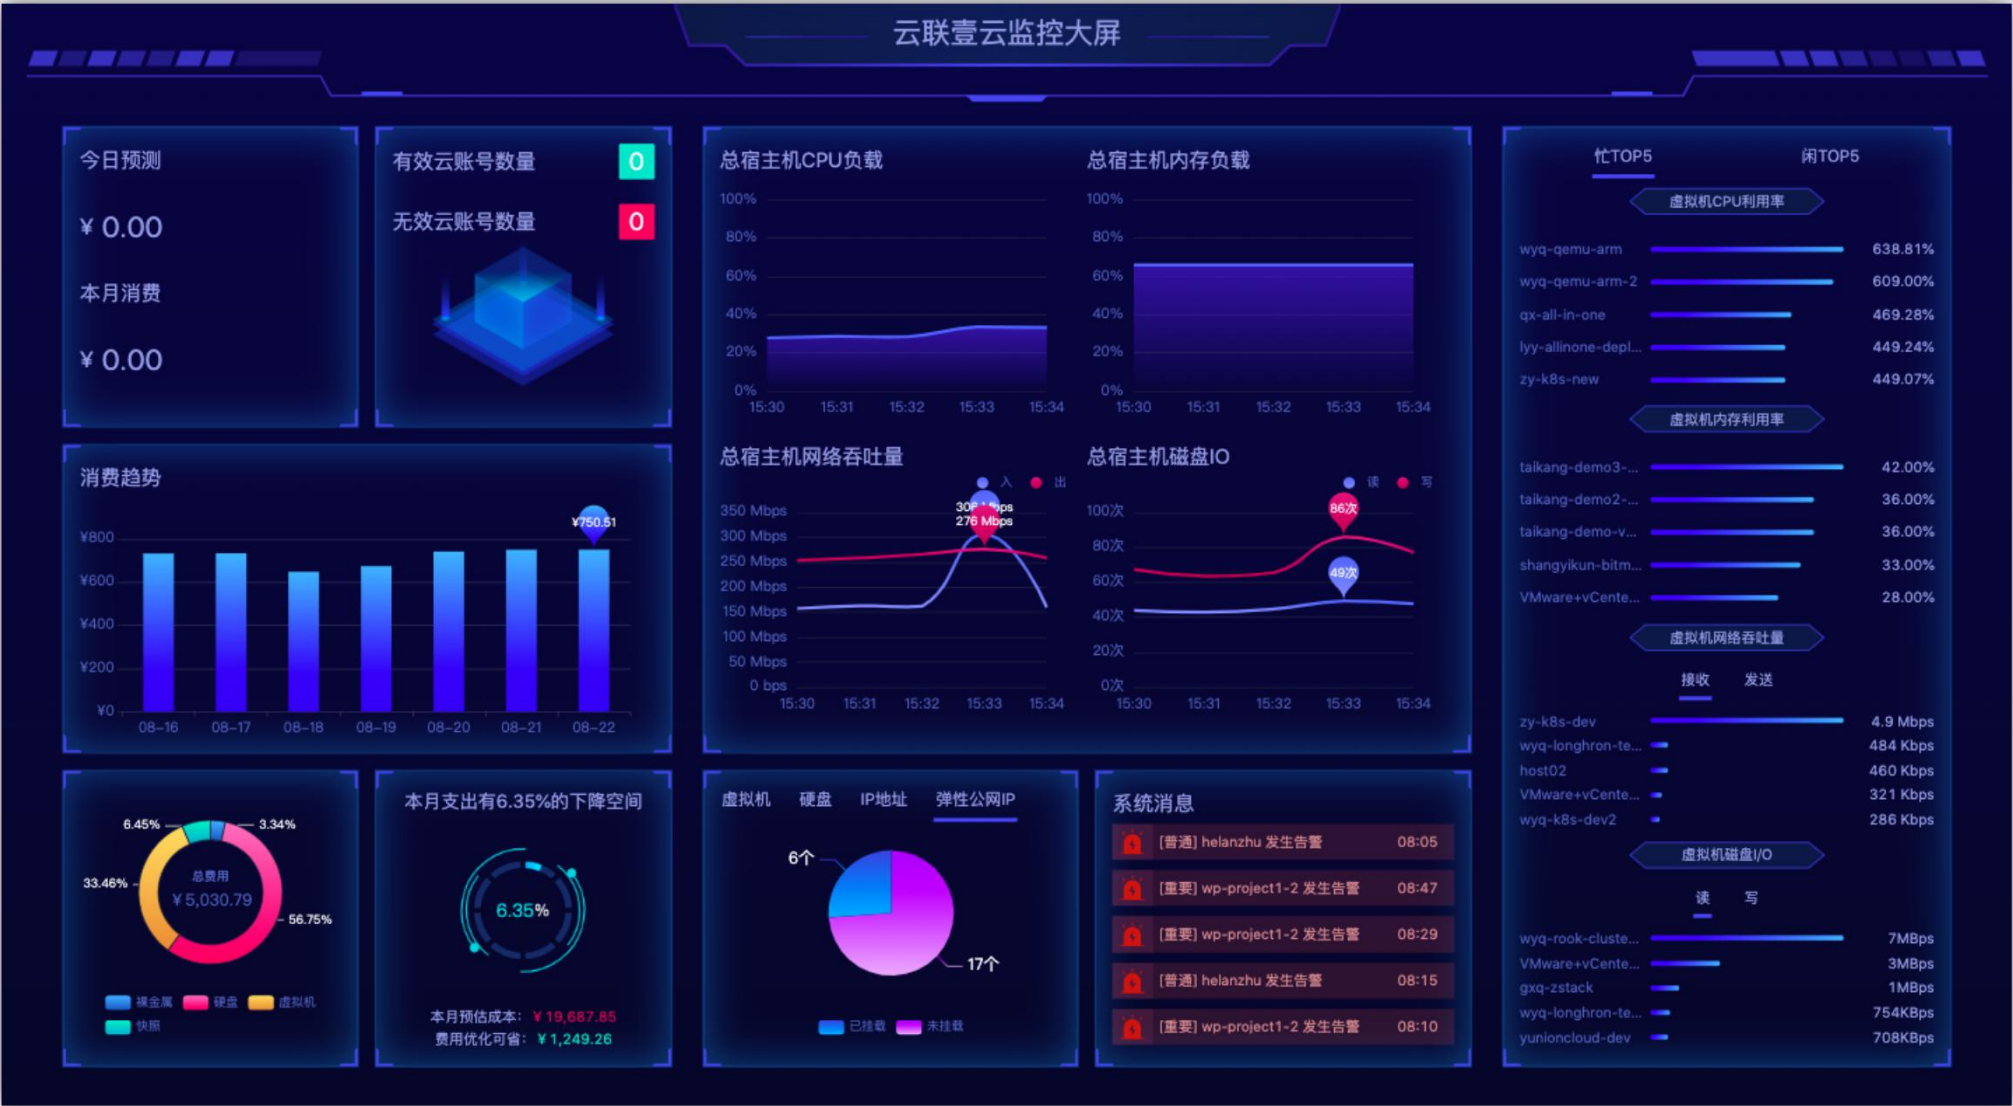 云联壹云监控大屏
今日预测
¥ 0.00
本月消费
¥ 0.00
有效云账号数量 0
无效云账号数量 0
消费趋势
¥750.51
¥800
¥600
¥400
¥200
¥0
08-16 08-17 08-18 08-19 08-20 08-21 08-22
6.45% 3.34%
总费用
33.46%
¥ 5,030.79
56.75%
裸金属 硬盘 虚拟机
快照
本月支出有6.35%的下降空间
6.35%
本月预估成本： ¥ 19,687.85
费用优化可省： ¥ 1,249.26
总宿主机CPU负载
100%
80%
60%
40%
20%
0%
15:30 15:31 15:32 15:33 15:34
总宿主机内存负载
100%
80%
60%
40%
20%
0%
15:30 15:31 15:32 15:33 15:34
总宿主机网络吞吐量
入 出
276 Mbps
350 Mbps
300 Mbps
250 Mbps
200 Mbps
150 Mbps
100 Mbps
50 Mbps
0 bps
15:30 15:31 15:32 15:33 15:34
总宿主机磁盘IO
读 写
86次
49次
100次
80次
60次
40次
20次
0次
15:30 15:31 15:32 15:33 15:34
虚拟机 硬盘 IP地址 弹性公网IP
6个
17个
已挂载 未挂载
系统消息
[普通] helanzhu 发生告警 08:05
[重要] wp-project1-2 发生告警 08:47
[重要] wp-project1-2 发生告警 08:29
[普通] helanzhu 发生告警 08:15
[重要] wp-project1-2 发生告警 08:10
忙TOP5 闲TOP5
虚拟机CPU利用率
wyq-qemu-arm 638.81%
wyq-qemu-arm-2 609.00%
qx-all-in-one 469.28%
lyy-allinone-depl... 449.24%
zy-k8s-new 449.07%
虚拟机内存利用率
taikang-demo3-... 42.00%
taikang-demo2-... 36.00%
taikang-demo-v... 36.00%
shangyikun-bitm... 33.00%
VMware+vCente... 28.00%
虚拟机网络吞吐量
接收 发送
zy-k8s-dev 4.9 Mbps
wyq-longhron-te... 484 Kbps
host02 460 Kbps
VMware+vCente... 321 Kbps
wyq-k8s-dev2 286 Kbps
虚拟机磁盘I/O
读 写
wyq-rook-cluste... 7MBps
VMware+vCente... 3MBps
gxq-zstack 1MBps
wyq-longhron-te... 754KBps
yunioncloud-dev 708KBps